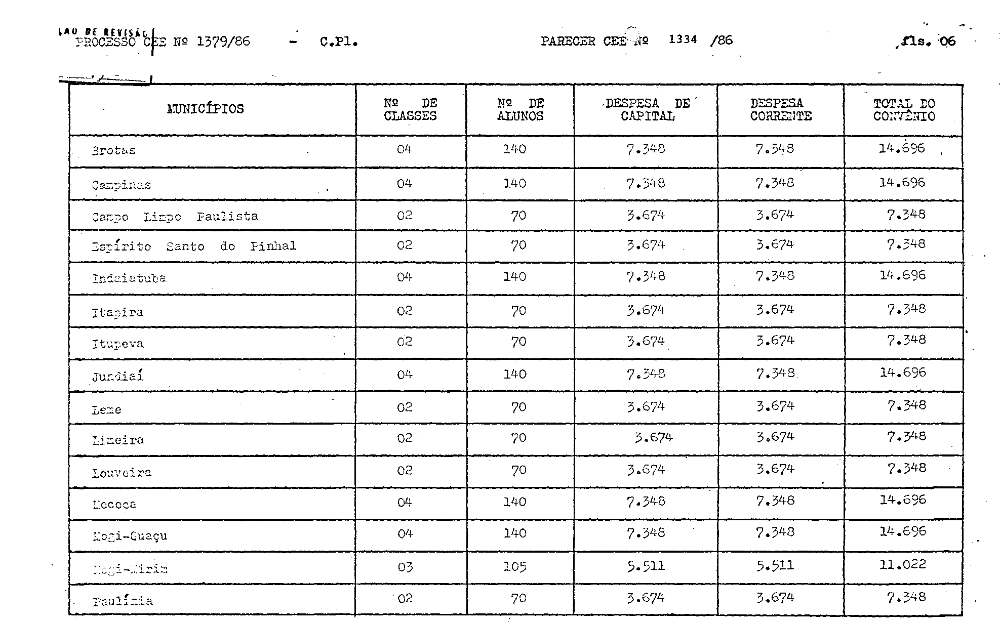 DE REVISÃO
PROCESSO CEE Nº 1379/86 - C.Pl. PARECER CEE Nº 1334 /86 fls. 06
MUNICÍPIOS Nº DE CLASSES Nº DE ALUNOS DESPESA DE CAPITAL DESPESA CORRENTE TOTAL DO CONVÊNIO
Brotas 04 140 7.348 7.348 14.696
Campinas 04 140 7.348 7.348 14.696
Campo Limpo Paulista 02 70 3.674 3.674 7.348
Espírito Santo do Pinhal 02 70 3.674 3.674 7.348
Indaiatuba 04 140 7.348 7.348 14.696
Itapira 02 70 3.674 3.674 7.348
Itupeva 02 70 3.674 3.674 7.348
Jundiaí 04 140 7.348 7.348 14.696
Leme 02 70 3.674 3.674 7.348
Limeira 02 70 3.674 3.674 7.348
Louveira 02 70 3.674 3.674 7.348
Mococa 04 140 7.348 7.348 14.696
Mogi-Guaçu 04 140 7.348 7.348 14.696
Mogi-Mirim 03 105 5.511 5.511 11.022
Paulínia 02 70 3.674 3.674 7.348